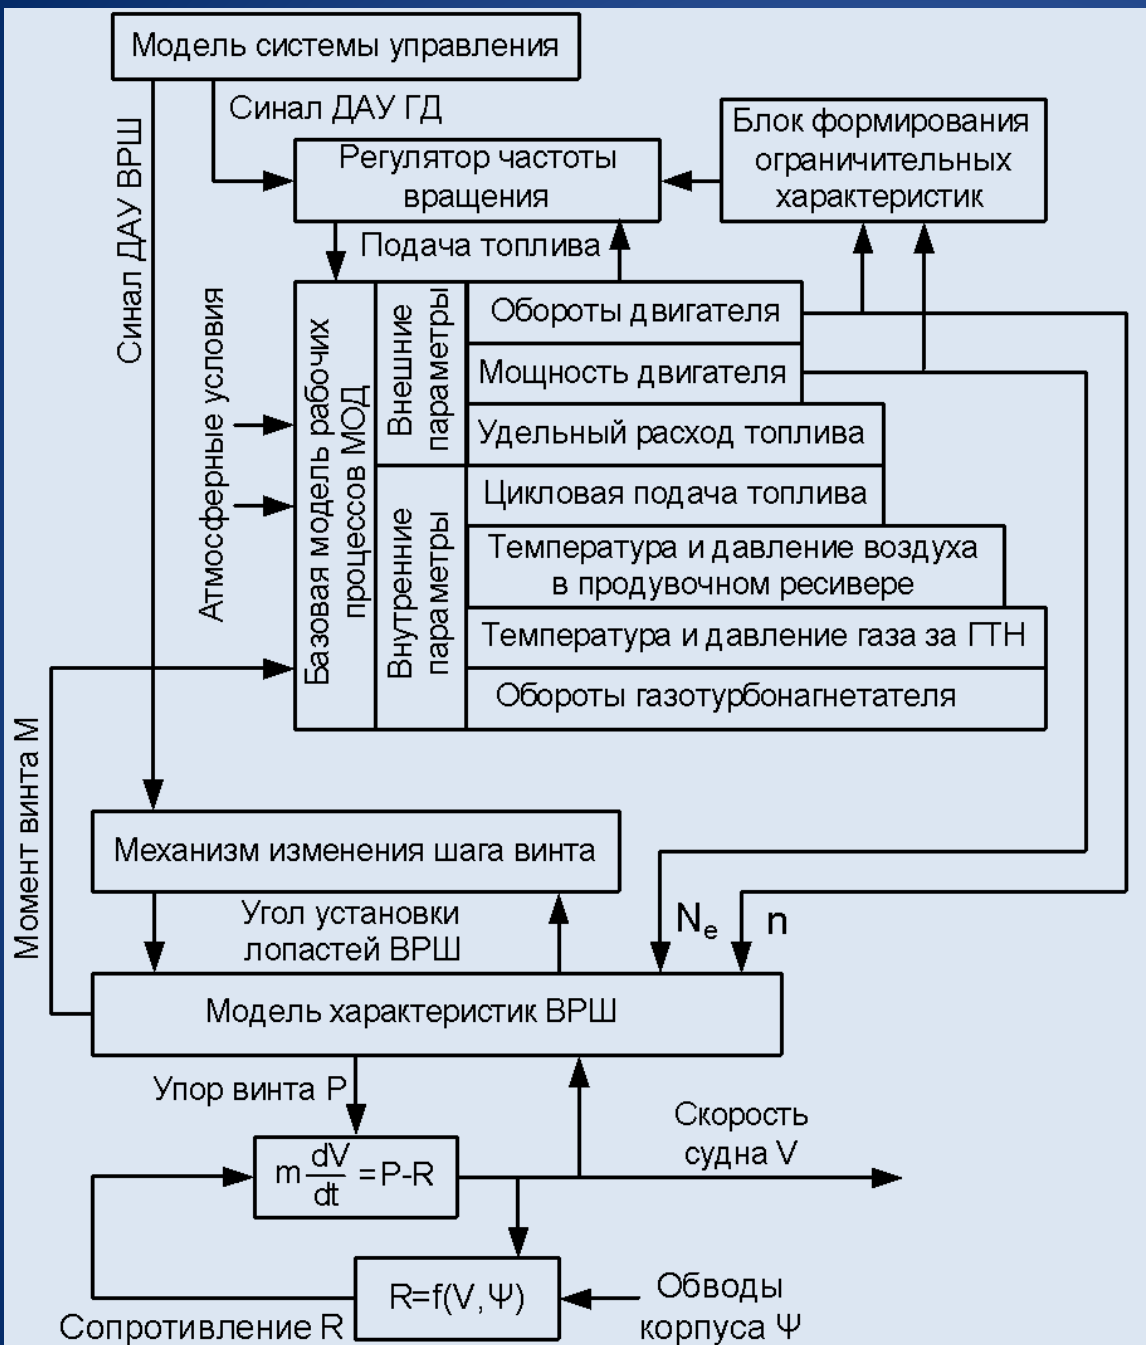 Модель системы управления
Синал ДАУ ГД
Синал ДАУ ВРШ
Регулятор частоты
вращения
Блок формирования
ограничительных
характеристик
Подача топлива
Атмосферные условия
Базовая модель рабочих
процессов МОД
Внешние
параметры
Внутренние
параметры
Обороты двигателя
Мощность двигателя
Удельный расход топлива
Цикловая подача топлива
Температура и давление воздуха
в продувочном ресивере
Температура и давление газа за ГТН
Обороты газотурбонагнетателя
Момент винта М
Механизм изменения шага винта
Угол установки
лопастей ВРШ
Nе n
Модель характеристик ВРШ
Упор винта Р
Скорость
судна V
m dV/dt =P-R
R=f(V,Ψ)
Обводы
корпуса Ψ
Сопротивление R